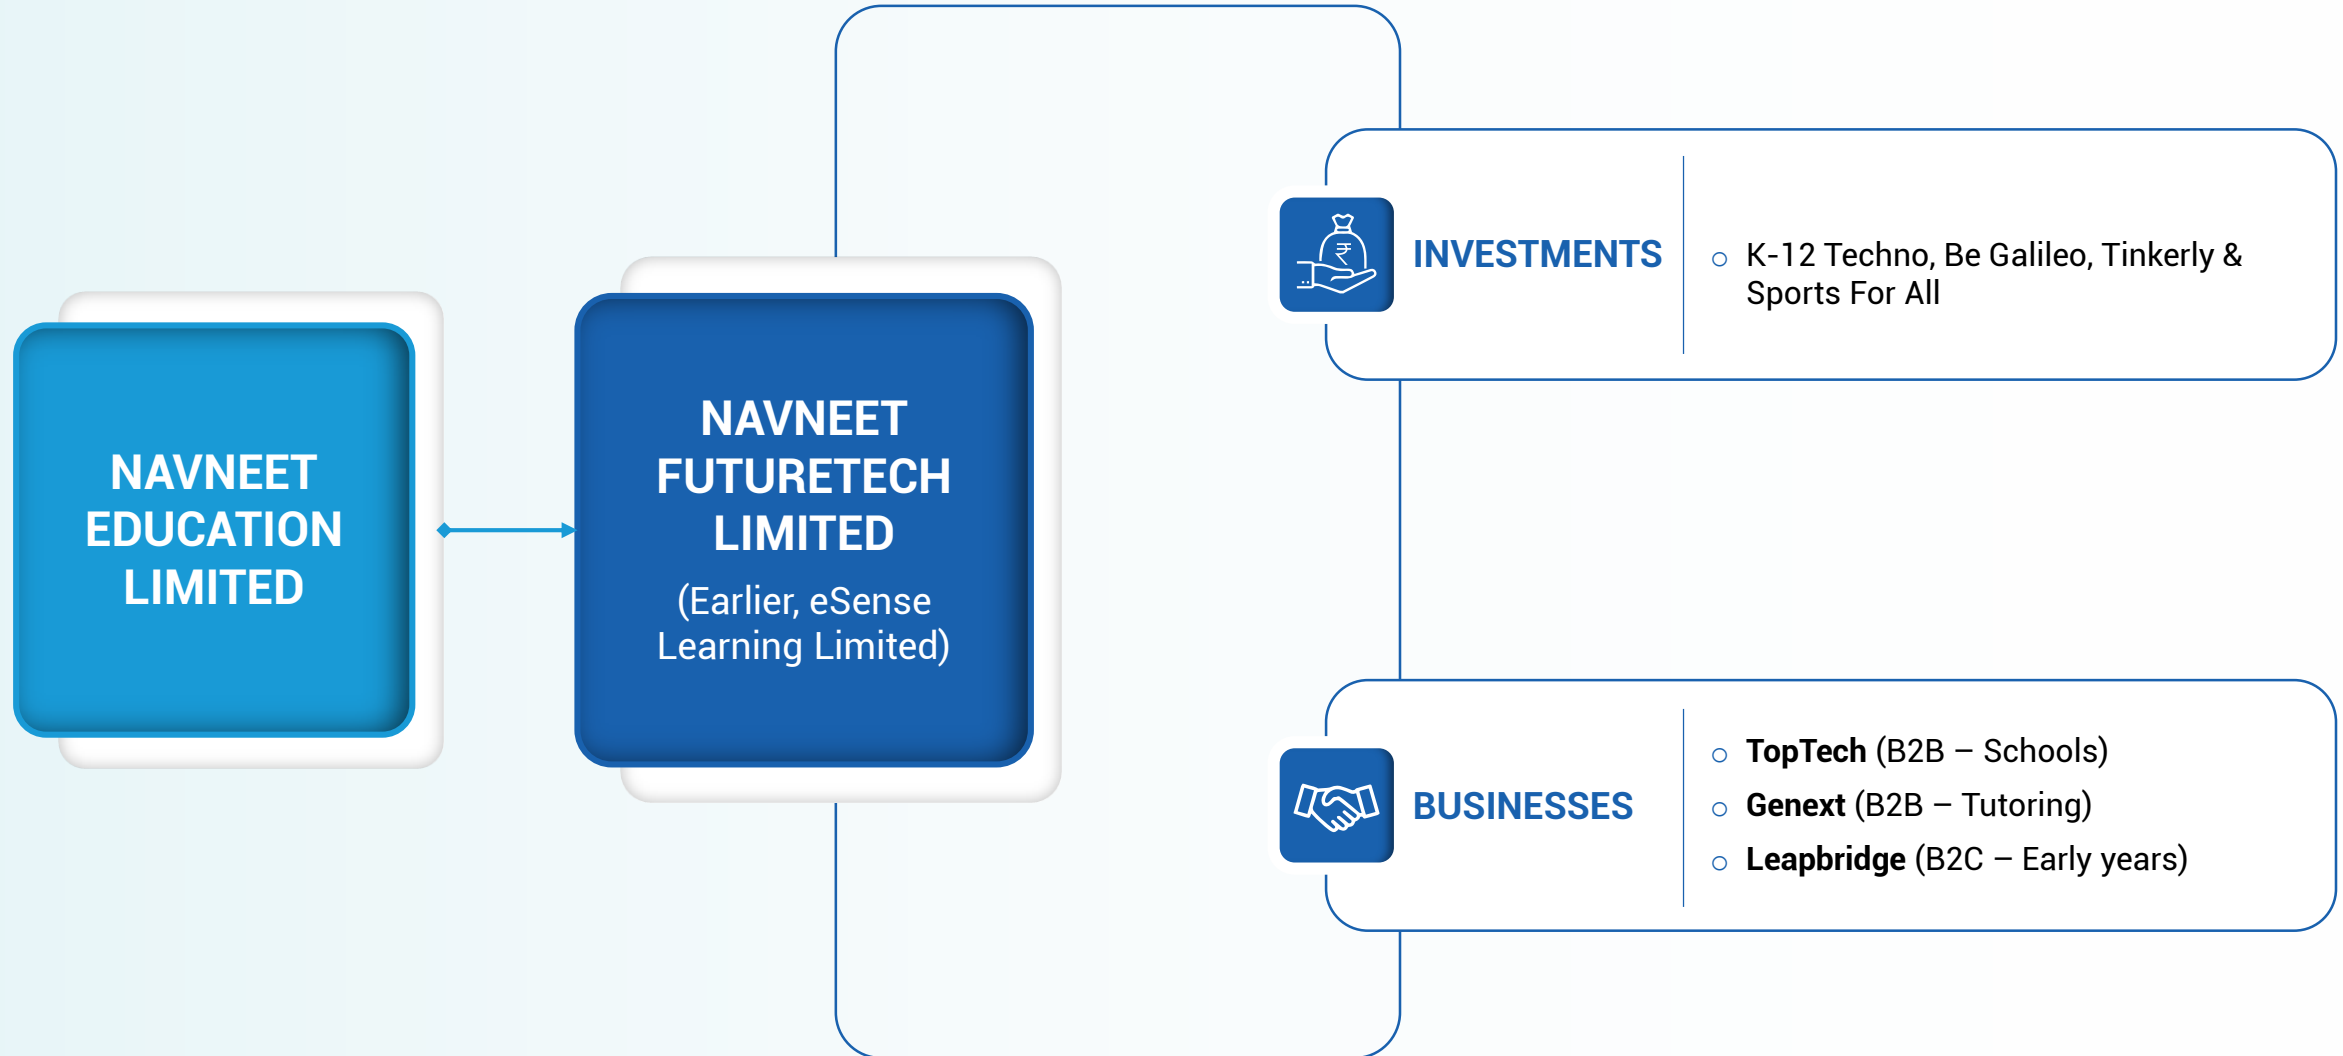 NAVNEET
EDUCATION
LIMITED
NAVNEET
FUTURETECH
LIMITED
(Earlier, eSense
Learning Limited)
₹
INVESTMENTS
K-12 Techno, Be Galileo, Tinkerly &
Sports For All
BUSINESSES
TopTech (B2B – Schools)
Genext (B2B – Tutoring)
Leapbridge (B2C – Early years)